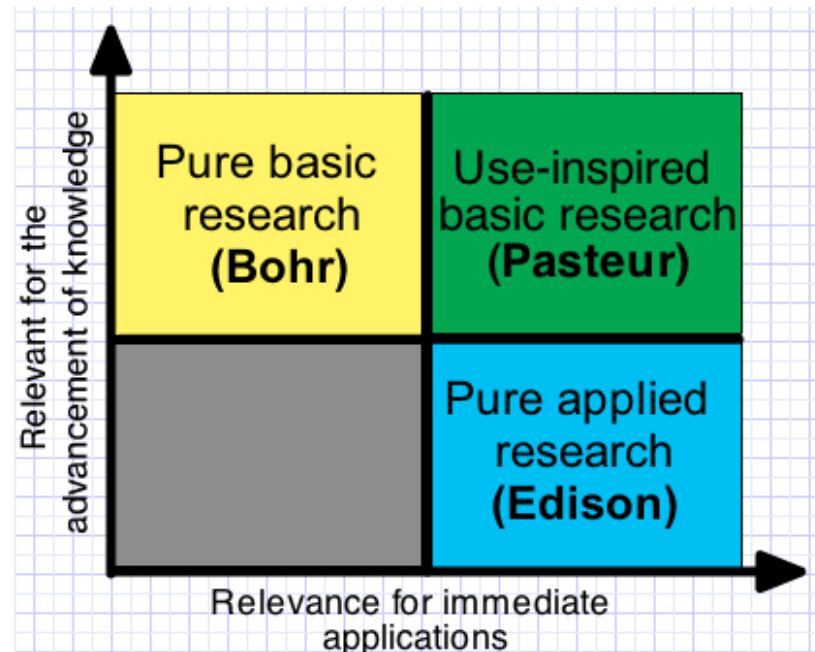 Relevant for the
advancement of knowledge
Pure basic
research
(Bohr)
Use-inspired
basic research
(Pasteur)
Pure applied
research
(Edison)
Relevance for immediate
applications